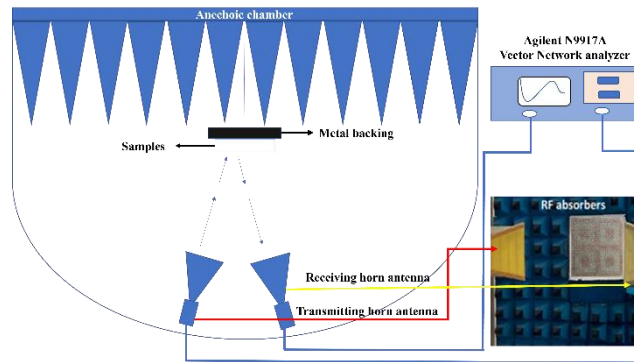 Anechoic chamber
Agilent N9917A
Vector Network analyzer
Metal backing
Samples
RF absorbers
Receiving horn antenna
Transmitting horn antenna